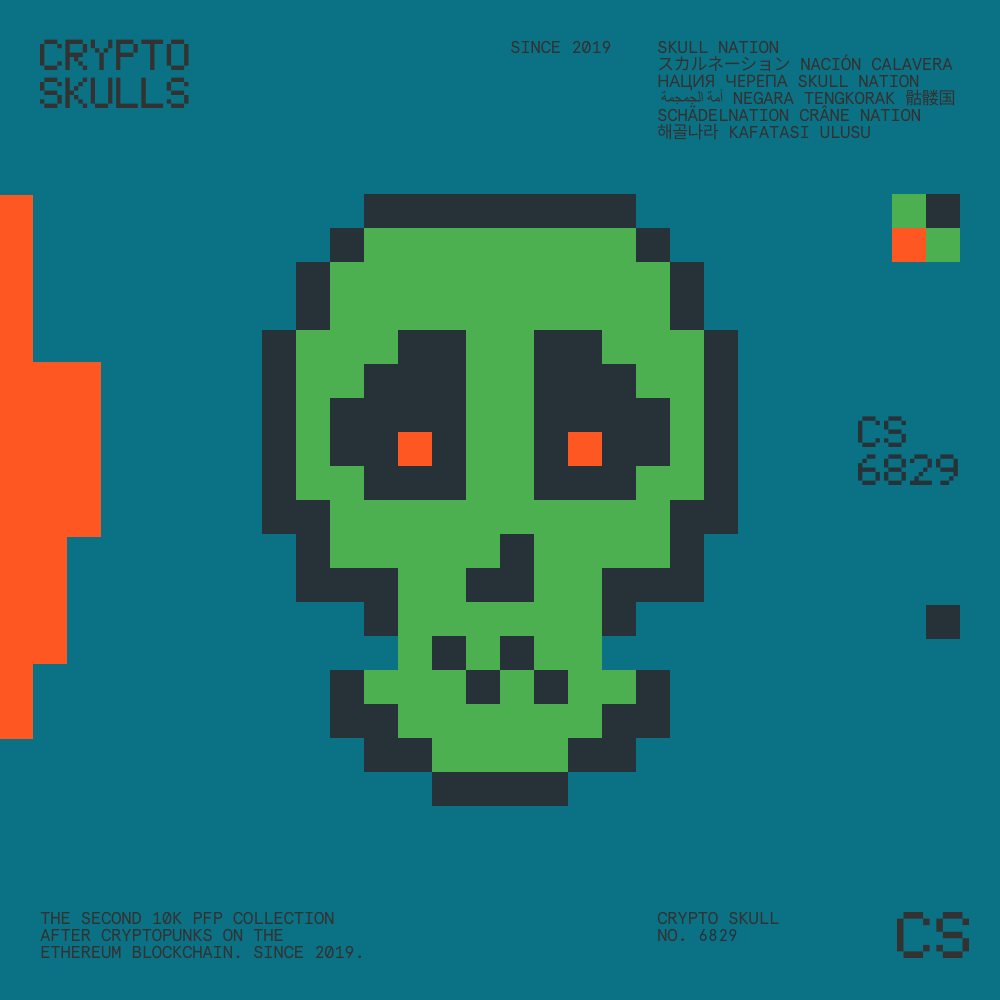 CRYPTO
SKULLS
SINCE 2019
SKULL NATION
スカルネーション NACIÓN CALAVERA
НАЦИЯ ЧЕРЕПА SKULL NATION
أمة الجمجمة NEGARA TENGKORAK 骷髅国
SCHÄDELNATION CRÂNE NATION
해골나라 KAFATASI ULUSU
CS
6829
THE SECOND 10K PFP COLLECTION
AFTER CRYPTOPUNKS ON THE
ETHEREUM BLOCKCHAIN. SINCE 2019.
CRYPTO SKULL
NO. 6829
CS